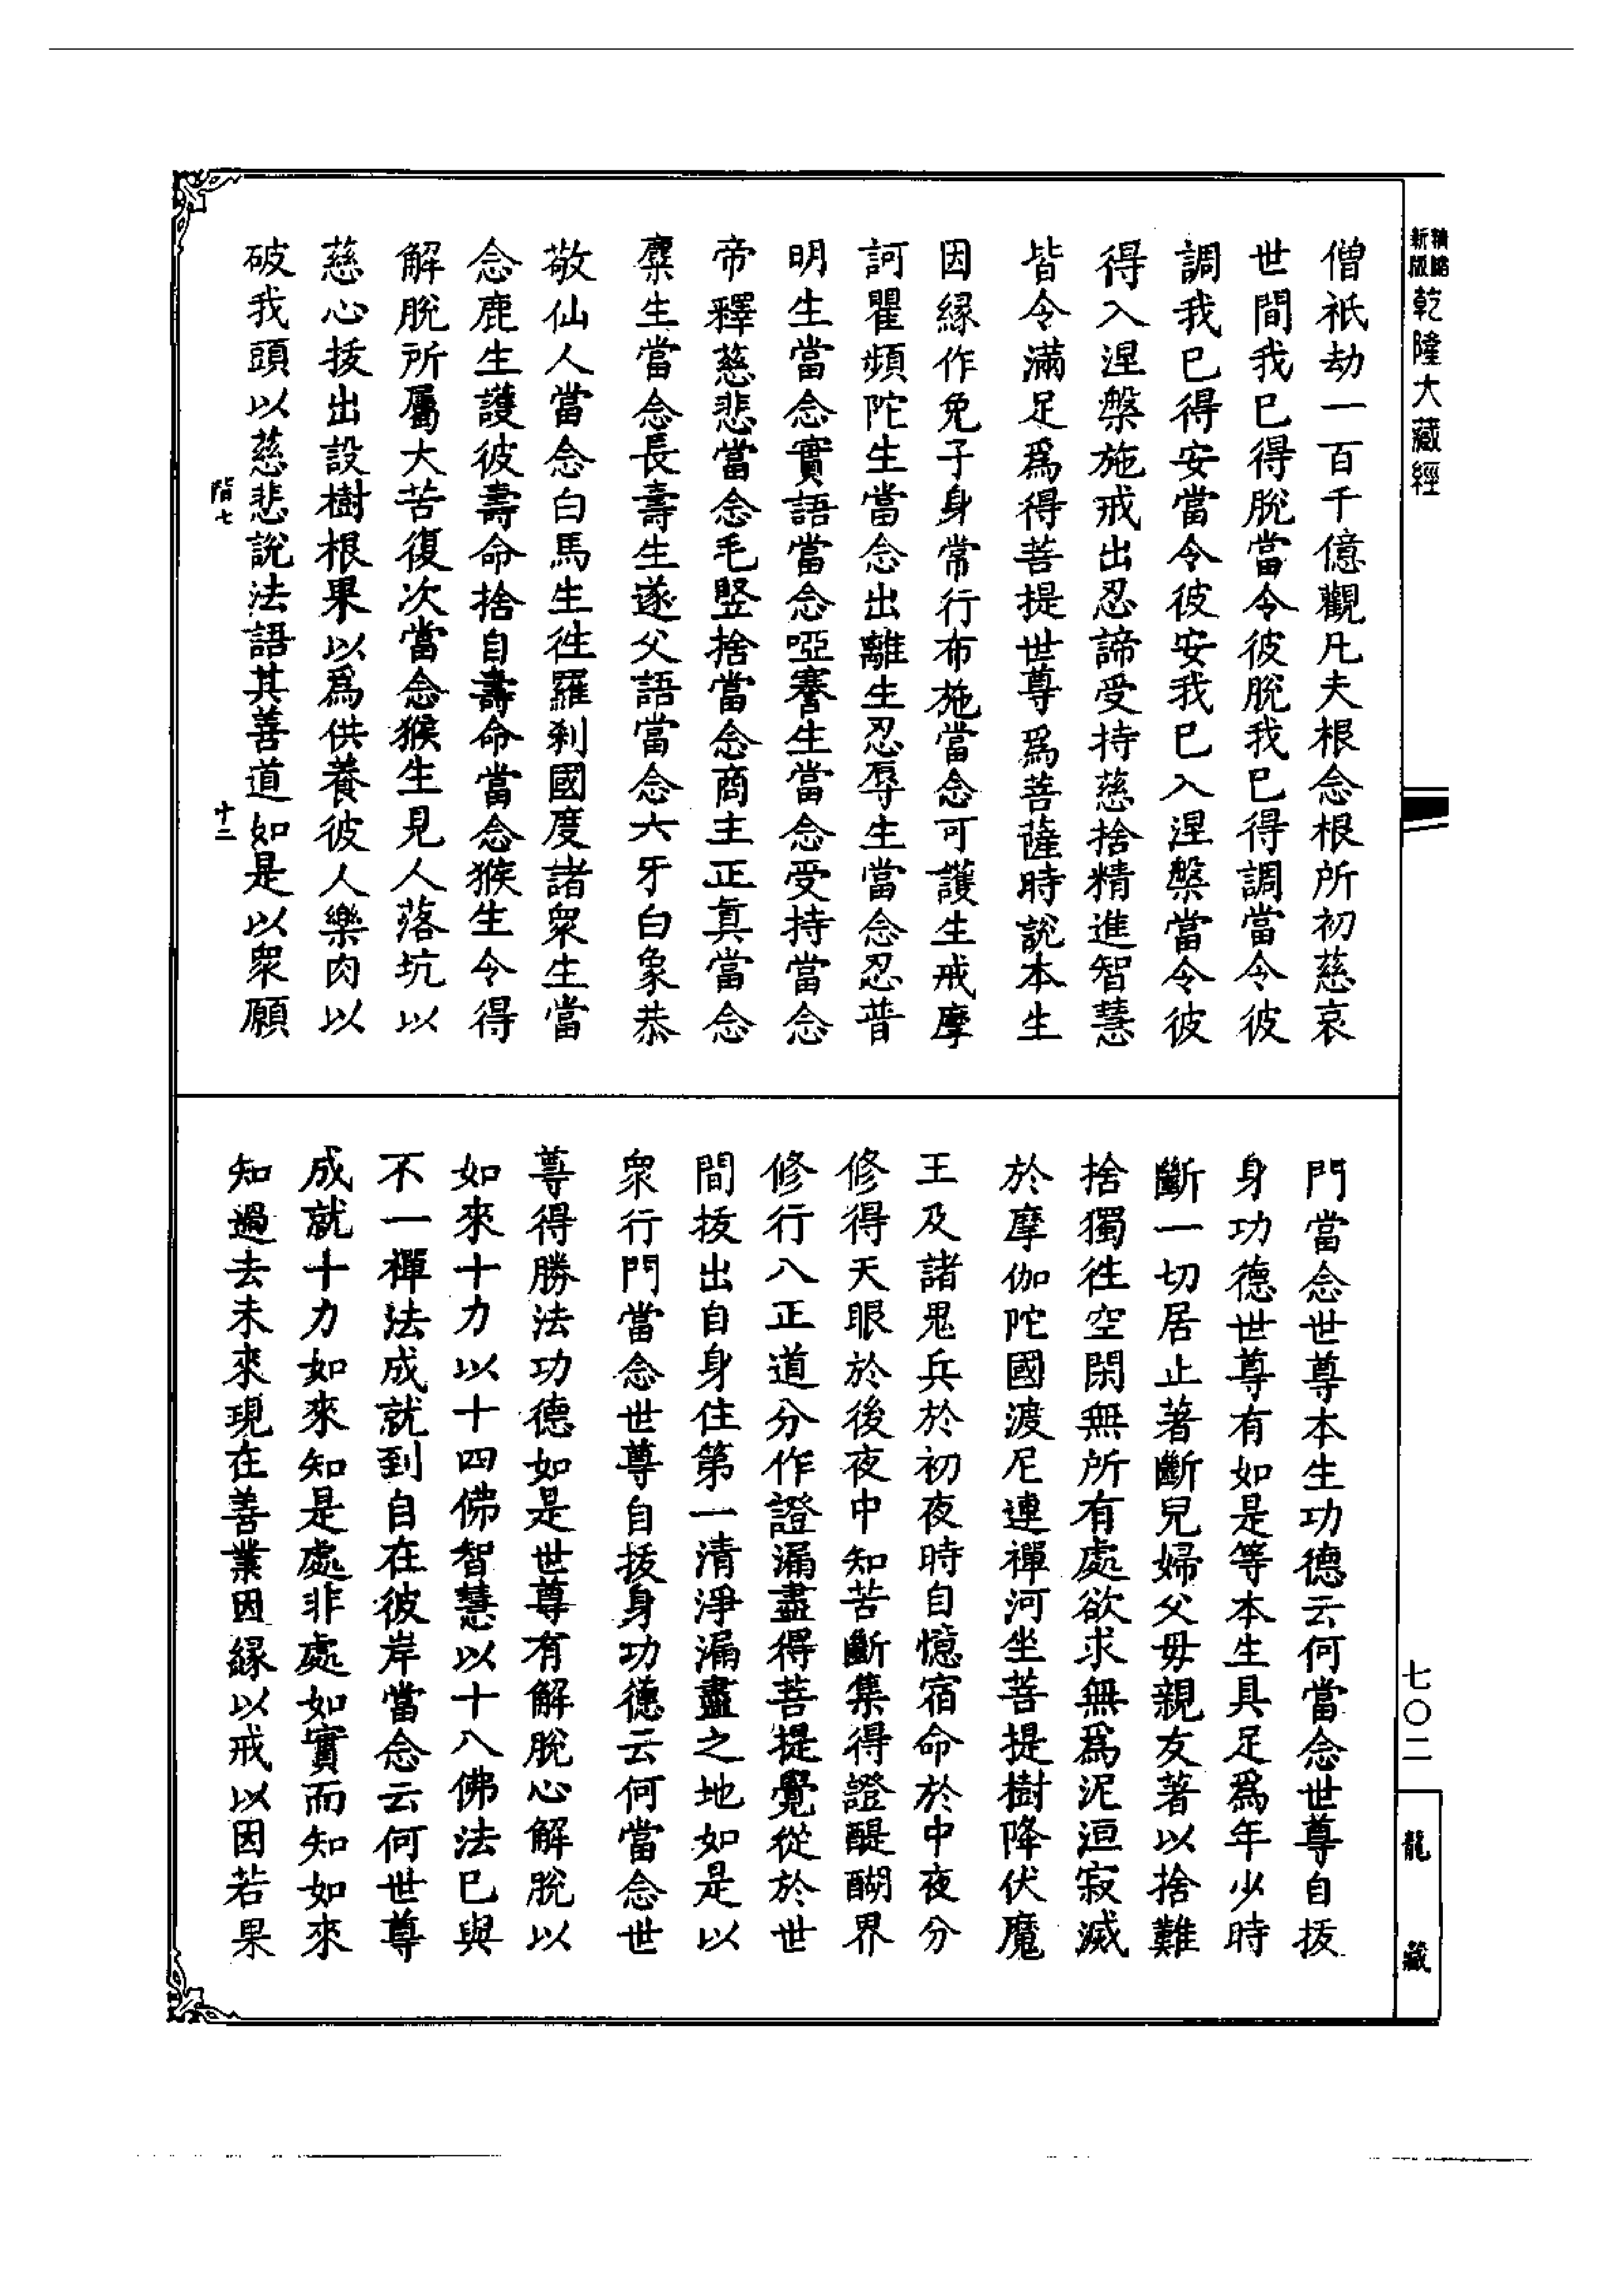 新版 精縮 乾隆大藏經
僧祇劫一百千億觀凡夫根念根所初慈哀
世間我已得脫當令彼脫我已得調當令彼
調我已得安當令彼安我已入涅槃當令彼
得入涅槃施戒出忍諦受持慈捨精進智慧
皆令滿足爲得菩提世尊爲菩薩時說本生
因緣作兔子身常行布施當念可護生戒摩
訶瞿頻陀生當念出離生忍辱生當念忍普
明生當念實語當念啞謇生當念受持當念
帝釋慈悲當念毛竪捨當念商主正眞當念
麋生當念長壽生遂父語當念六牙白象恭
敬仙人當念白馬生徃羅刹國度諸衆生當
念鹿生護彼壽命捨自壽命當念猴生令得
解脫所屬大苦復次當念猴生見人落坑以
慈心拔出設樹根果以爲供養彼人樂肉以
破我頭以慈悲說法語其善道如是以衆願
階七
十二
門當念世尊本生功德云何當念世尊自拔
身功德世尊有如是等本生具足爲年少時
斷一切居止著斷兒婦父毋親友著以捨難
捨獨徃空閑無所有處欲求無爲泥洹寂滅
於摩伽陀國渡尼連禪河坐菩提樹降伏魔
王及諸鬼兵於初夜時自憶宿命於中夜分
修得天眼於後夜中知苦斷集得證醍醐界
修行八正道分作證漏盡得菩提覺從於世
間拔出自身住第一清淨漏盡之地如是以
衆行門當念世尊自拔身功德云何當念世
尊得勝法功德如是世尊有解脫心解脫以
如來十力以十四佛智慧以十八佛法已與
不一禪法成就到自在彼岸當念云何世尊
成就十力如來知是處非處如實而知如來
知過去未來現在善業因緣以戒以因若果
七〇二
龍藏